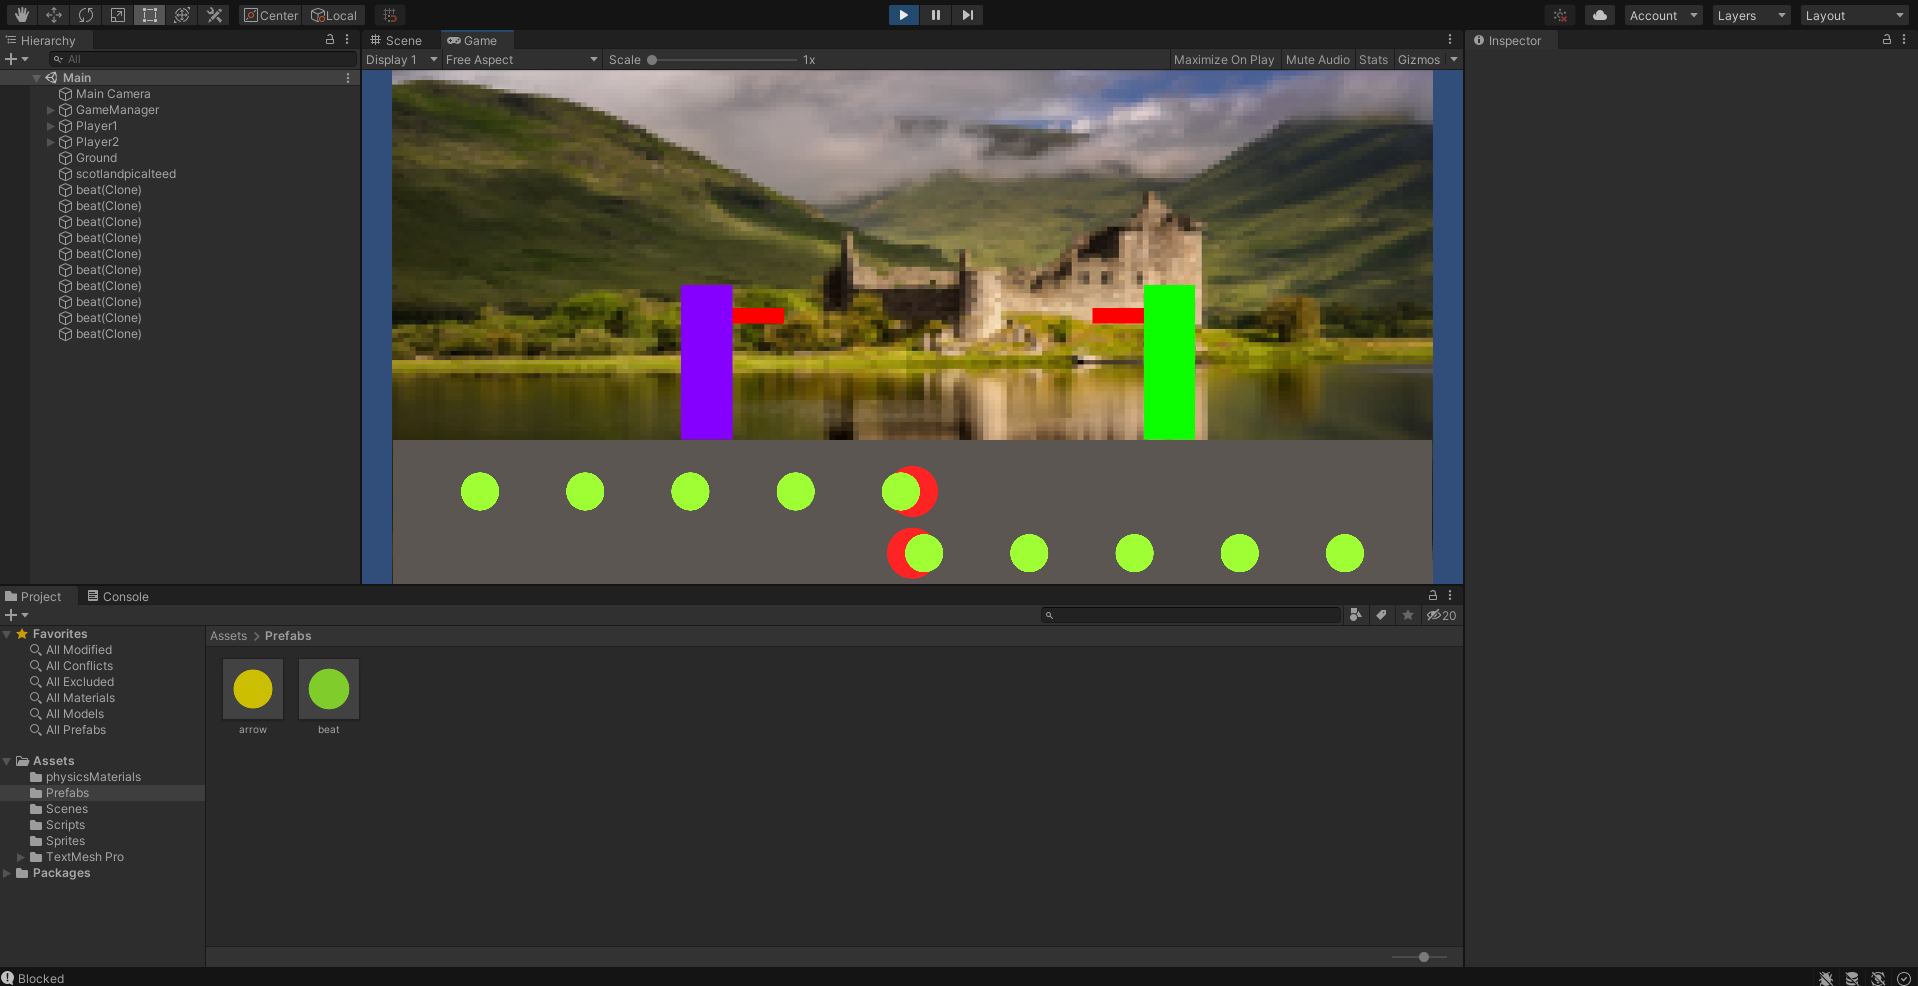 Center Local Account Layers Layout
Hierarchy
All
Main
Main Camera
GameManager
Player1
Player2
Ground
scotlandpicalteed
beat(Clone)
beat(Clone)
beat(Clone)
beat(Clone)
beat(Clone)
beat(Clone)
beat(Clone)
beat(Clone)
beat(Clone)
beat(Clone)
Scene Game
Display 1 Free Aspect Scale 1x Maximize On Play Mute Audio Stats Gizmos
Inspector
Project Console
20
Favorites
All Modified
All Conflicts
All Excluded
All Materials
All Models
All Prefabs
Assets
physicsMaterials
Prefabs
Scenes
Scripts
Sprites
TextMesh Pro
Packages
Assets > Prefabs
arrow beat
Blocked